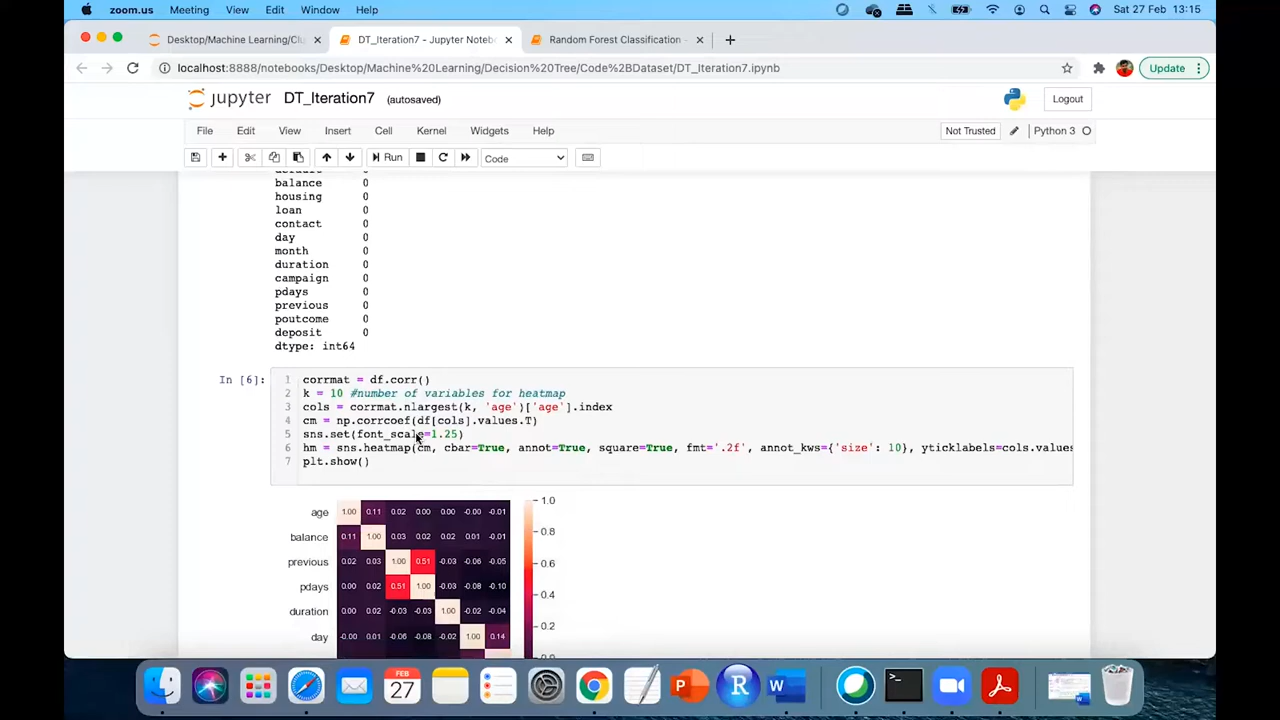 zoom.us Meeting View Edit Window Help Sat 27 Feb 13:15
Desktop/Machine Learning/Clu
DT_Iteration7 - Jupyter Noteb
Random Forest Classification -
localhost:8888/notebooks/Desktop/Machine%20Learning/Decision%20Tree/Code%2BDataset/DT_Iteration7.ipynb
Update
jupyter DT_Iteration7 (autosaved)
Logout
File Edit View Insert Cell Kernel Widgets Help
Not Trusted
Python 3
Run
Code
default 0
balance 0
housing 0
loan 0
contact 0
day 0
month 0
duration 0
campaign 0
pdays 0
previous 0
poutcome 0
deposit 0
dtype: int64
In [6]:
1 corrmat = df.corr()
2 k = 10 #number of variables for heatmap
3 cols = corrmat.nlargest(k, 'age')['age'].index
4 cm = np.corrcoef(df[cols].values.T)
5 sns.set(font_scale=1.25)
6 hm = sns.heatmap(cm, cbar=True, annot=True, square=True, fmt='.2f', annot_kws={'size': 10}, yticklabels=cols.values
7 plt.show()
age 1.00 0.11 0.02 0.00 0.00 -0.00 -0.01
balance 0.11 1.00 0.03 0.02 0.02 0.01 -0.01
previous 0.02 0.03 1.00 0.51 -0.03 -0.06 -0.05
pdays 0.00 0.02 0.51 1.00 -0.03 -0.08 -0.10
duration 0.00 0.02 -0.03 -0.03 1.00 -0.02 -0.04
day -0.00 0.01 -0.06 -0.08 -0.02 1.00 0.14
1.0
0.8
0.6
0.4
0.2
0.0
FEB
27
P
R
W